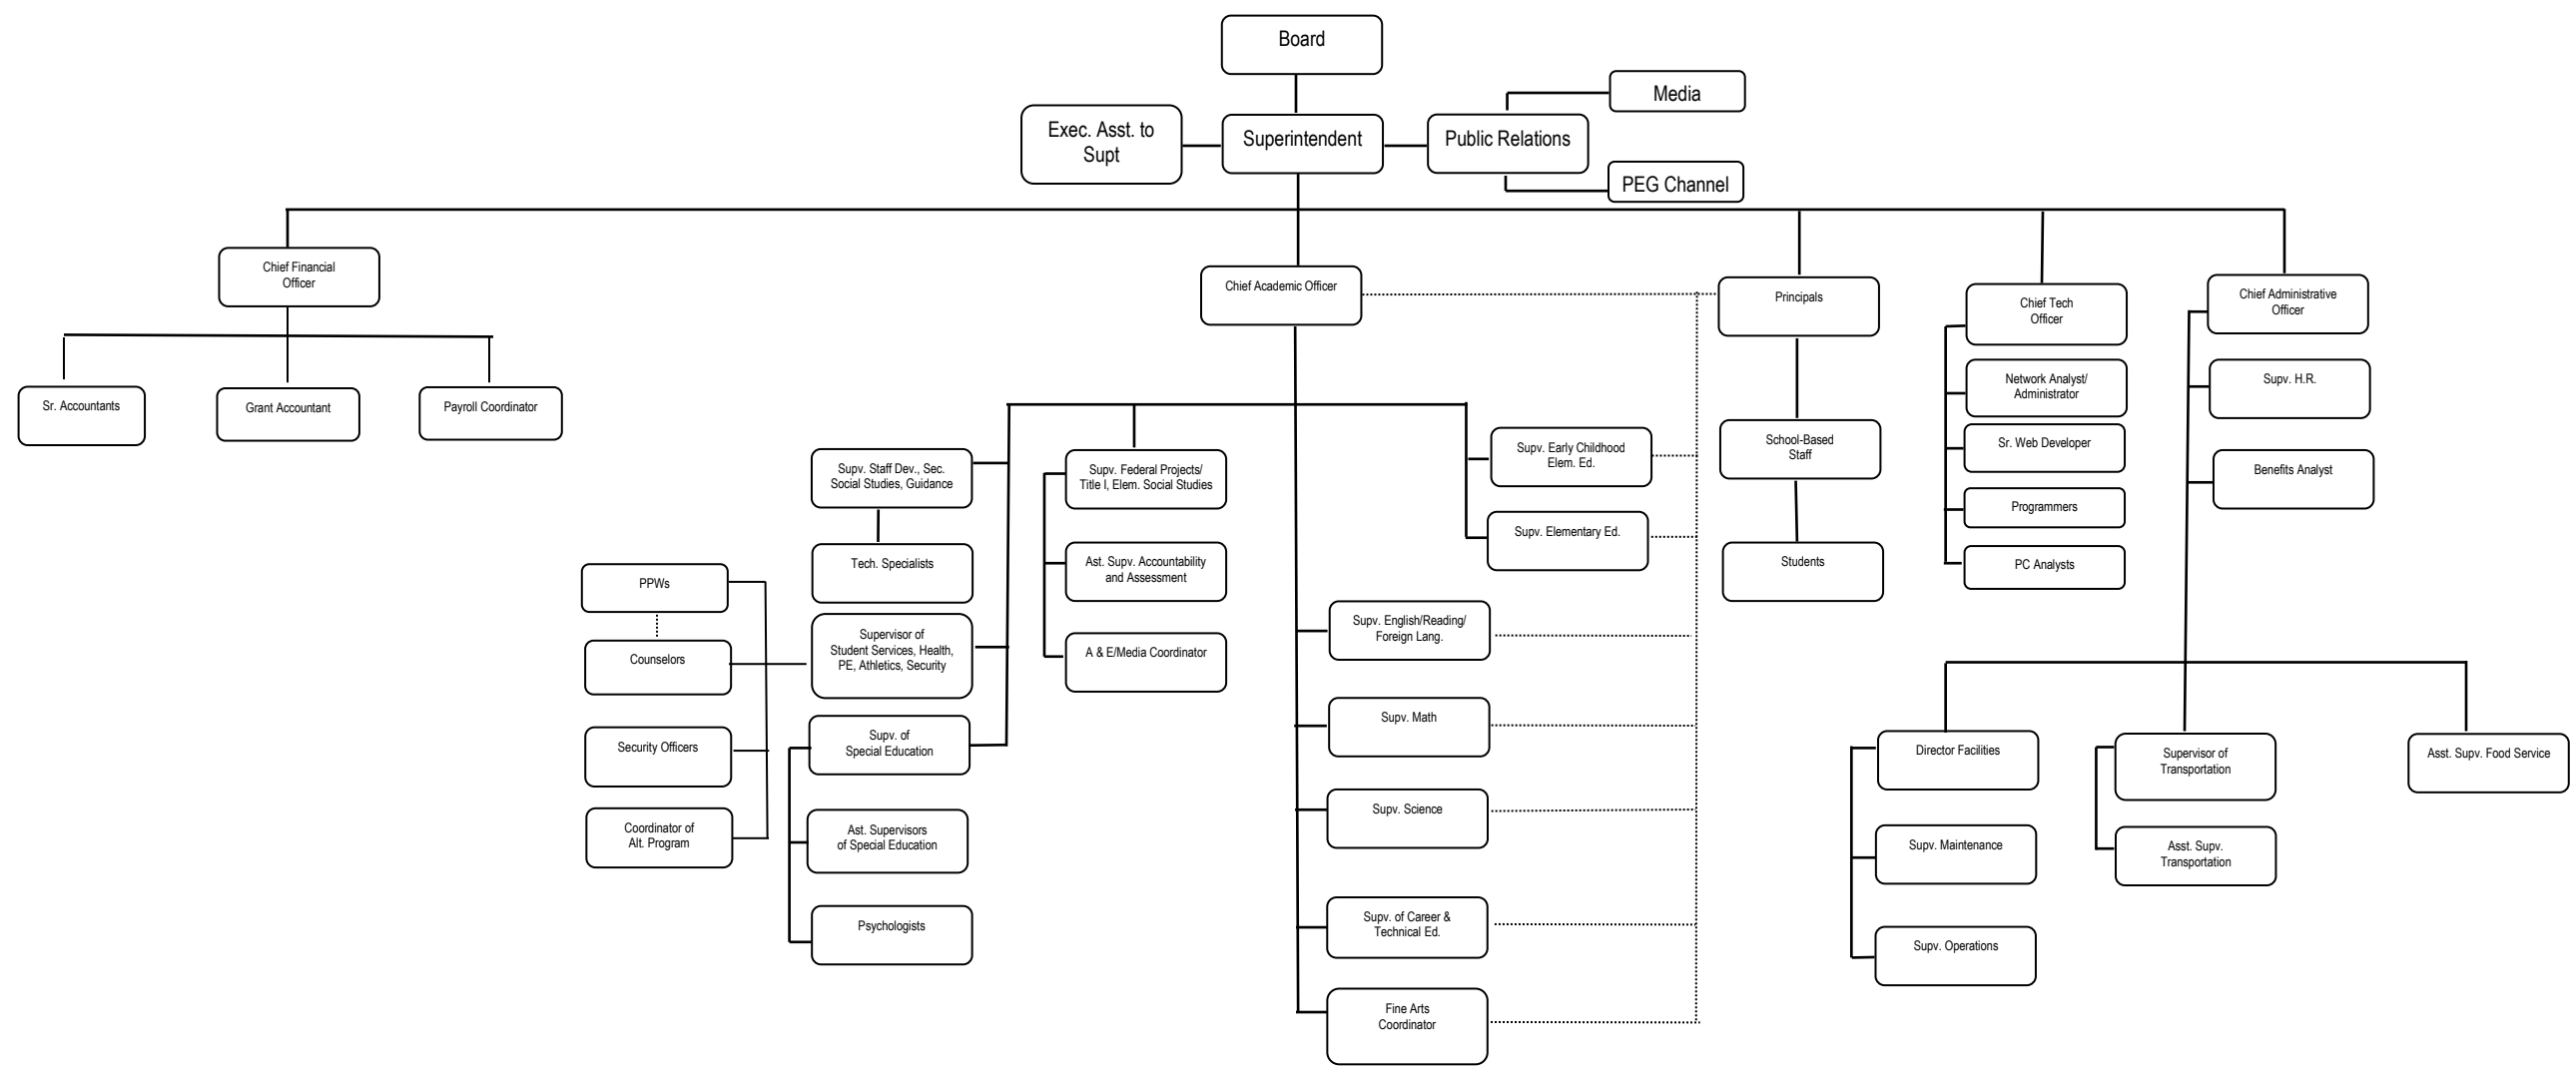 Board
Media
Exec. Asst. to
Supt
Superintendent
Public Relations
PEG Channel
Chief Financial
Officer
Chief Academic Officer
Principals
Chief Tech
Officer
Chief Administrative
Officer
Sr. Accountants
Grant Accountant
Payroll Coordinator
Network Analyst/
Administrator
Supv. H.R.
Supv. Staff Dev., Sec.
Social Studies, Guidance
Supv. Federal Projects/
Title I, Elem. Social Studies
Supv. Early Childhood
Elem. Ed.
School-Based
Staff
Sr. Web Developer
Benefits Analyst
Supv. Elementary Ed.
Programmers
Tech. Specialists
Ast. Supv. Accountability
and Assessment
Students
PC Analysts
PPWs
Counselors
Supervisor of
Student Services, Health,
PE, Athletics, Security
A & E/Media Coordinator
Supv. English/Reading/
Foreign Lang.
Security Officers
Supv. of
Special Education
Supv. Math
Director Facilities
Supervisor of
Transportation
Asst. Supv. Food Service
Coordinator of
Alt. Program
Ast. Supervisors
of Special Education
Supv. Science
Supv. Maintenance
Asst. Supv.
Transportation
Psychologists
Supv. of Career &
Technical Ed.
Supv. Operations
Fine Arts
Coordinator